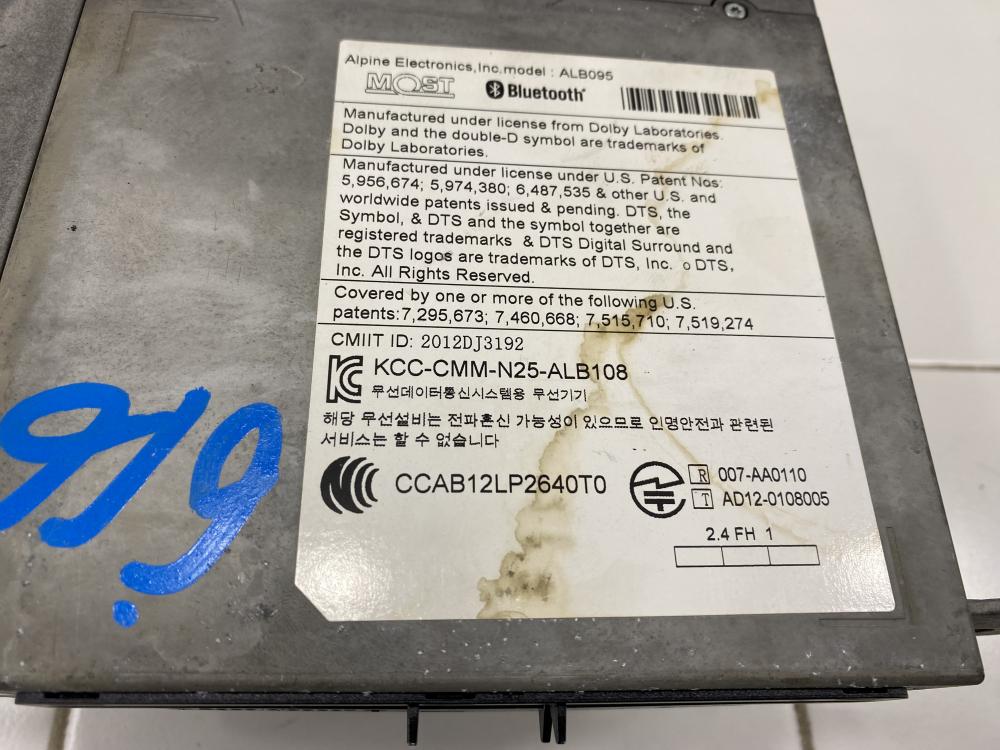 Alpine Electronics,Inc.model : ALB095
MOST Bluetooth
Manufactured under license from Dolby Laboratories.
Dolby and the double-D symbol are trademarks of
Dolby Laboratories.
Manufactured under license under U.S. Patent Nos:
5,956,674; 5,974,380; 6,487,535 & other U.S. and
worldwide patents issued & pending. DTS, the
Symbol, & DTS and the symbol together are
registered trademarks & DTS Digital Surround and
the DTS logos are trademarks of DTS, Inc. o DTS,
Inc. All Rights Reserved.
Covered by one or more of the following U.S.
patents:7,295,673; 7,460,668; 7,515,710; 7,519,274
CMIIT ID: 2012DJ3192
KCC-CMM-N25-ALB108
무선데이터통신시스템용 무선기기
해당 무선설비는 전파혼신 가능성이 있으므로 인명안전과 관련된
서비스는 할 수 없습니다
CCAB12LP2640T0
R 007-AA0110
T AD12-0108005
2.4 FH 1